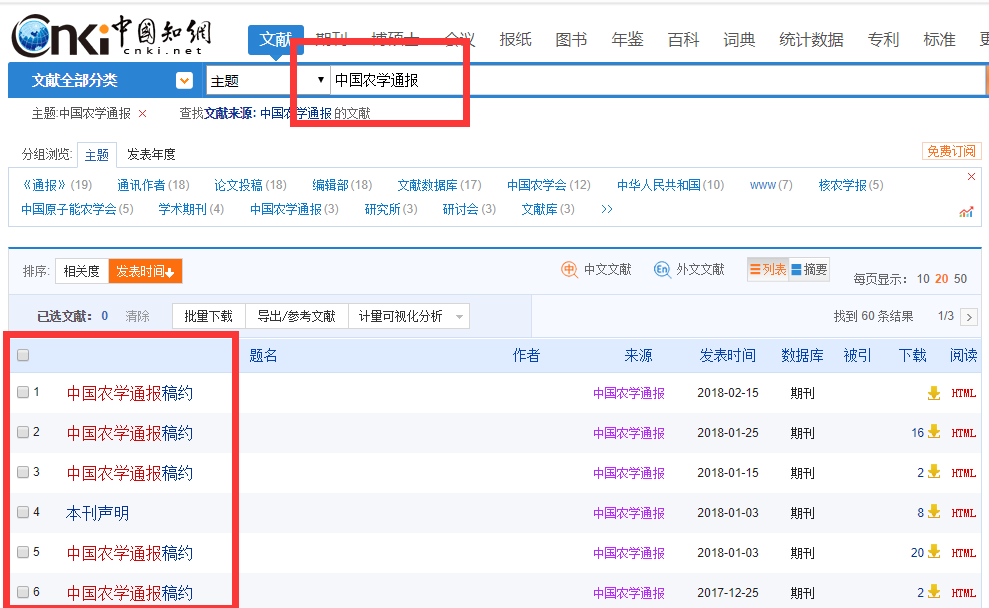 Cnki 中國知網
cnki.net
文献 期刊 博硕士 会议 报纸 图书 年鉴 百科 词典 统计数据 专利 标准
文献全部分类 主题 中国农学通报
主题:中国农学通报 × 查找文献来源: 中国农学通报 的文献
分组浏览: 主题 发表年度 免费订阅
《通报》(19) 通讯作者(18) 论文投稿(18) 编辑部(18) 文献数据库(17) 中国农学会(12) 中华人民共和国(10) www(7) 核农学报(5)
中国原子能农学会(5) 学术期刊(4) 中国农学通报(3) 研究所(3) 研讨会(3) 文献库(3) >>
排序: 相关度 发表时间↓ 中 中文文献 En 外文文献 列表 摘要 每页显示: 10 20 50
已选文献: 0 清除 批量下载 导出/参考文献 计量可视化分析 找到 60 条结果 1/3 >
题名 作者 来源 发表时间 数据库 被引 下载 阅读
1 中国农学通报稿约 中国农学通报 2018-02-15 期刊 HTML
2 中国农学通报稿约 中国农学通报 2018-01-25 期刊 16 HTML
3 中国农学通报稿约 中国农学通报 2018-01-15 期刊 2 HTML
4 本刊声明 中国农学通报 2018-01-03 期刊 8 HTML
5 中国农学通报稿约 中国农学通报 2018-01-03 期刊 20 HTML
6 中国农学通报稿约 中国农学通报 2017-12-25 期刊 2 HTML